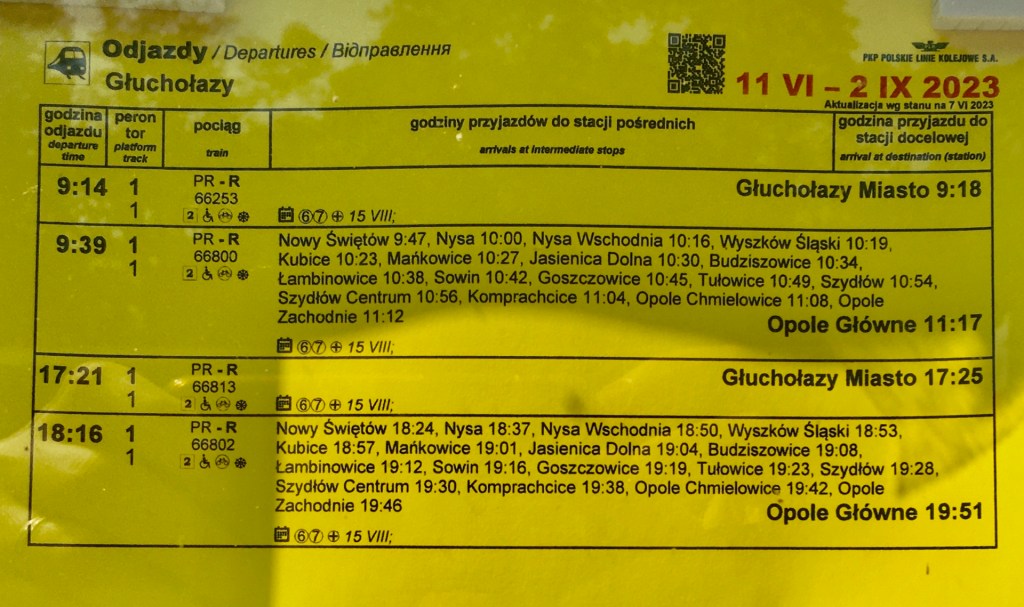 Odjazdy / Departures / Відправлення
Głuchołazy
PKP POLSKIE LINIE KOLEJOWE S.A.
11 VI – 2 IX 2023
Aktualizacja wg stanu na 7 VI 2023
godzina odjazdu departure time
peron tor platform track
pociąg train
godziny przyjazdów do stacji pośrednich arrivals at intermediate stops
godzina przyjazdu do stacji docelowej arrival at destination (station)
9:14 1 PR - R Głuchołazy Miasto 9:18
1 66253
2 ⑥⑦ ⊕ 15 VIII;
9:39 1 PR - R Nowy Świętów 9:47, Nysa 10:00, Nysa Wschodnia 10:16, Wyszków Śląski 10:19,
1 66800 Kubice 10:23, Mańkowice 10:27, Jasienica Dolna 10:30, Budziszowice 10:34,
2 Łambinowice 10:38, Sowin 10:42, Goszczowice 10:45, Tułowice 10:49, Szydłów 10:54,
Szydłów Centrum 10:56, Komprachcice 11:04, Opole Chmielowice 11:08, Opole
Zachodnie 11:12
Opole Główne 11:17
⑥⑦ ⊕ 15 VIII;
17:21 1 PR - R Głuchołazy Miasto 17:25
1 66813
2 ⑥⑦ ⊕ 15 VIII;
18:16 1 PR - R Nowy Świętów 18:24, Nysa 18:37, Nysa Wschodnia 18:50, Wyszków Śląski 18:53,
1 66802 Kubice 18:57, Mańkowice 19:01, Jasienica Dolna 19:04, Budziszowice 19:08,
2 Łambinowice 19:12, Sowin 19:16, Goszczowice 19:19, Tułowice 19:23, Szydłów 19:28,
Szydłów Centrum 19:30, Komprachcice 19:38, Opole Chmielowice 19:42, Opole
Zachodnie 19:46
Opole Główne 19:51
⑥⑦ ⊕ 15 VIII;